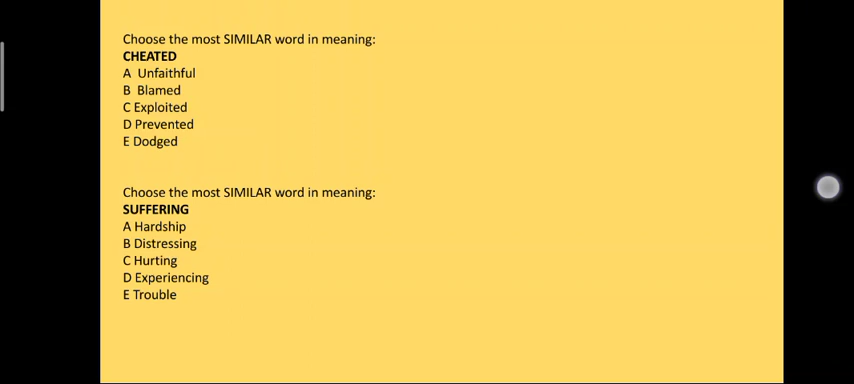 Choose the most SIMILAR word in meaning:
CHEATED
A Unfaithful
B Blamed
C Exploited
D Prevented
E Dodged
Choose the most SIMILAR word in meaning:
SUFFERING
A Hardship
B Distressing
C Hurting
D Experiencing
E Trouble